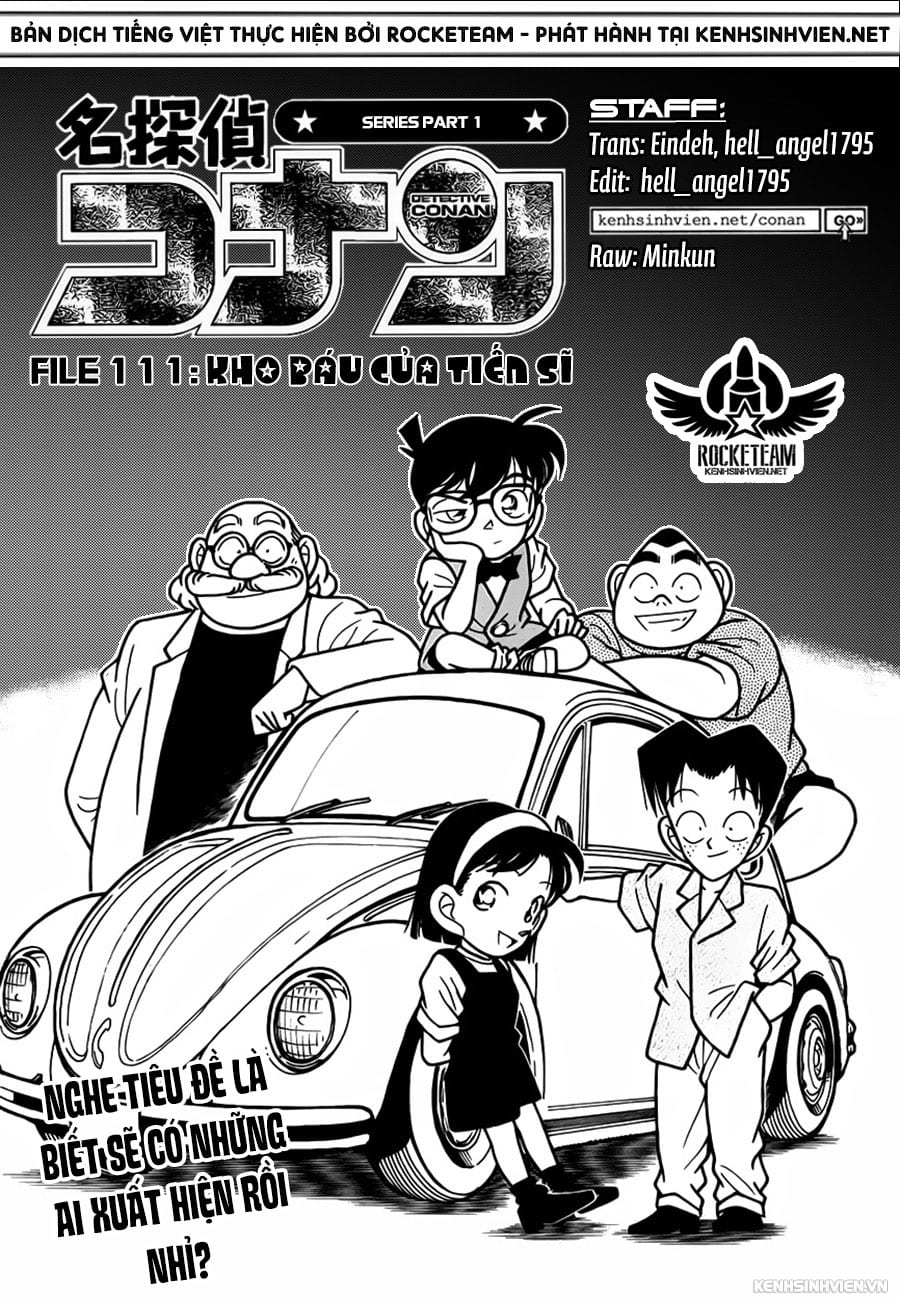 BẢN DỊCH TIẾNG VIỆT THỰC HIỆN BỞI ROCKETEAM - PHÁT HÀNH TẠI KENHSINHVIEN.NET
名探偵
SERIES PART 1
コナン
DETECTIVE
CONAN
FILE 111: KHO BÁU CỦA TIẾN SĨ
STAFF:
Trans: Eindeh, hell_angel1795
Edit: hell_angel1795
kenhsinhvien.net/conan GO»
Raw: Minkun
ROCKETEAM
KENHSINHVIEN.NET
NGHE TIÊU ĐỀ LÀ
BIẾT SẼ CÓ NHỮNG
AI XUẤT HIỆN RỒI
NHỈ?
KENHSINHVIEN.VN